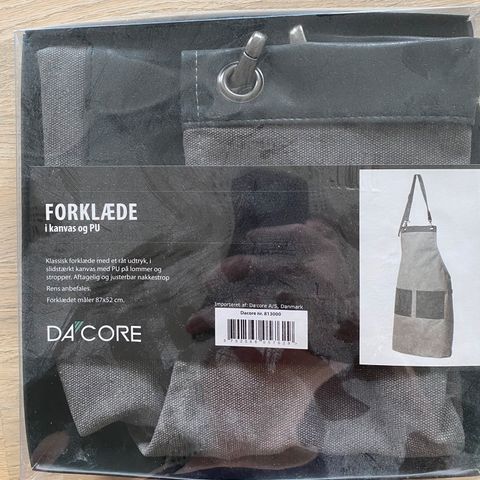 FORKLÆDE
i kanvas og PU
Klassisk forklæde med et råt udtryk, i
slidstærkt kanvas med PU på lommer og
stropper. Aftagelig og justerbar nakkestrop
Rens anbefales.
Forklædet måler 87x52 cm.
DA'CORE
Importeret af: Da'core A/S, Danmark
Dacore nr. 813000